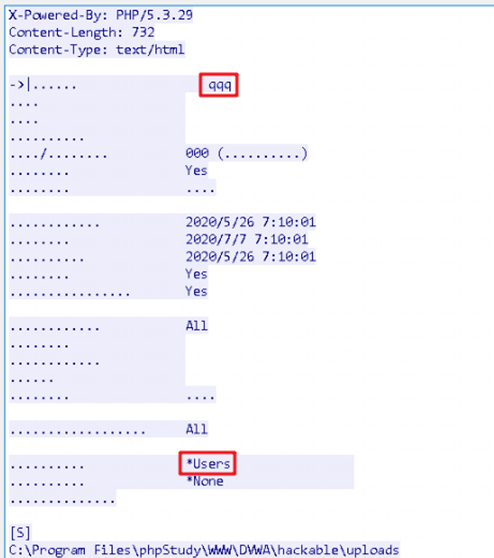 X-Powered-By: PHP/5.3.29
Content-Length: 732
Content-Type: text/html
->|...... qqq
....
....
..........
..../........ 000 (..........)
........ Yes
........ ....
............ 2020/5/26 7:10:01
........ 2020/7/7 7:10:01
.......... 2020/5/26 7:10:01
........ Yes
................ Yes
............ All
........
............
......
........ ....
.................. All
.......... *Users
.......... *None
..............
[S]
C:\Program Files\phpStudy\WWW\DVWA\hackable\uploads